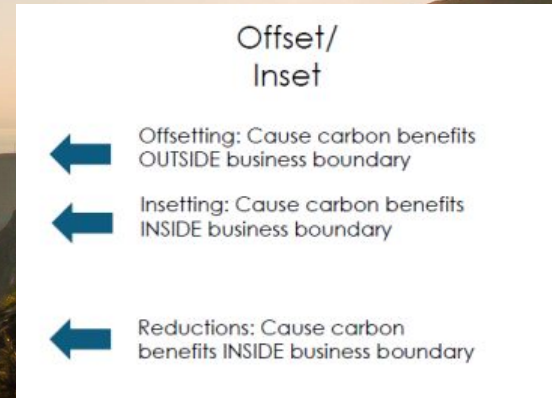 Offset/
Inset
Offsetting: Cause carbon benefits
OUTSIDE business boundary
Insetting: Cause carbon benefits
INSIDE business boundary
Reductions: Cause carbon
benefits INSIDE business boundary